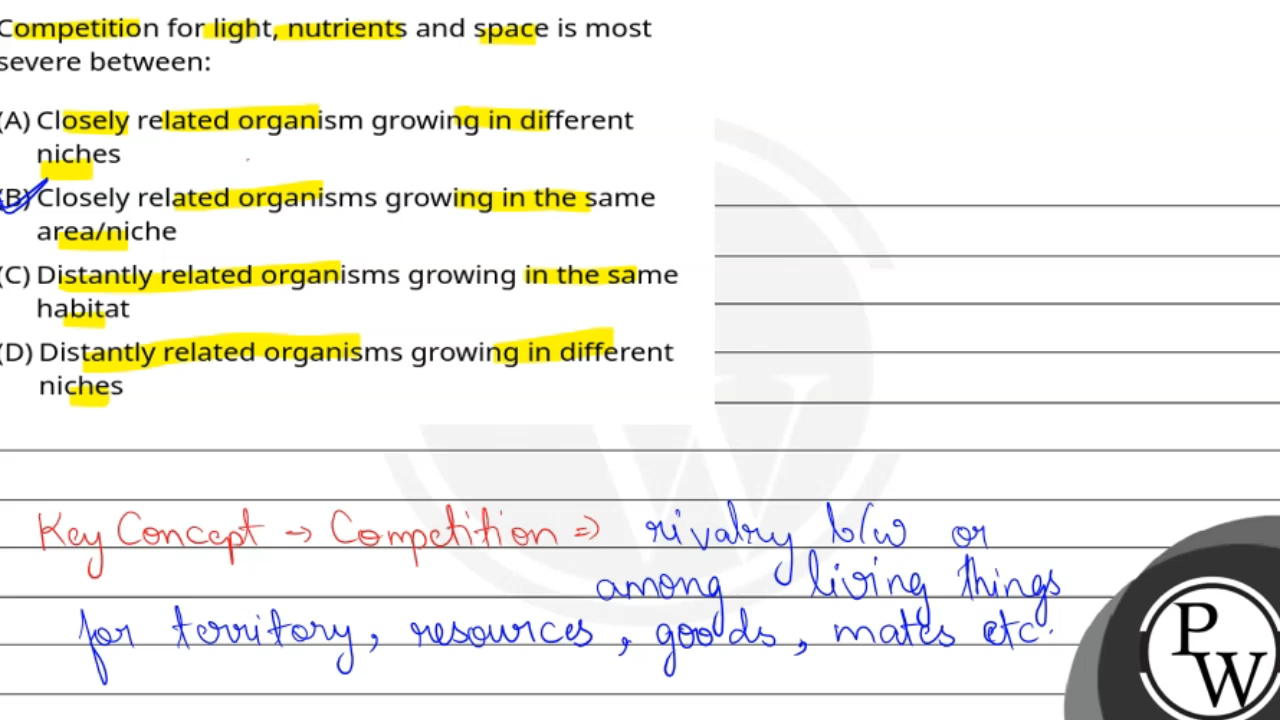 Competition for light, nutrients and space is most
severe between:
(A) Closely related organism growing in different
niches
(B) Closely related organisms growing in the same
area/niche
(C) Distantly related organisms growing in the same
habitat
(D) Distantly related organisms growing in different
niches
Key Concept → Competition ⇒ rivalry b/w or
among living things
for territory, resources, goods, mates etc.
P
W